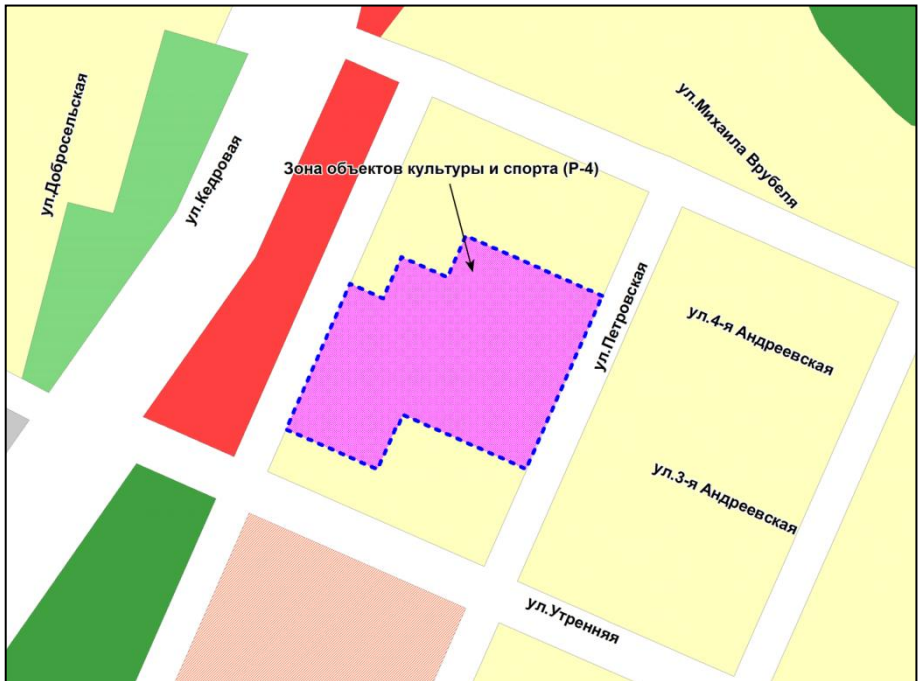 ул.Добросельская
ул.Кедровая
ул.Михаила Врубеля
Зона объектов культуры и спорта (Р-4)
ул.Петровская
ул.4-я Андреевская
ул.3-я Андреевская
ул.Утренняя